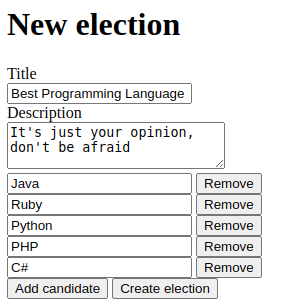 New election
Title
Best Programming Language
Description
It's just your opinion,
don't be afraid
Java Remove
Ruby Remove
Python Remove
PHP Remove
C# Remove
Add candidate Create election